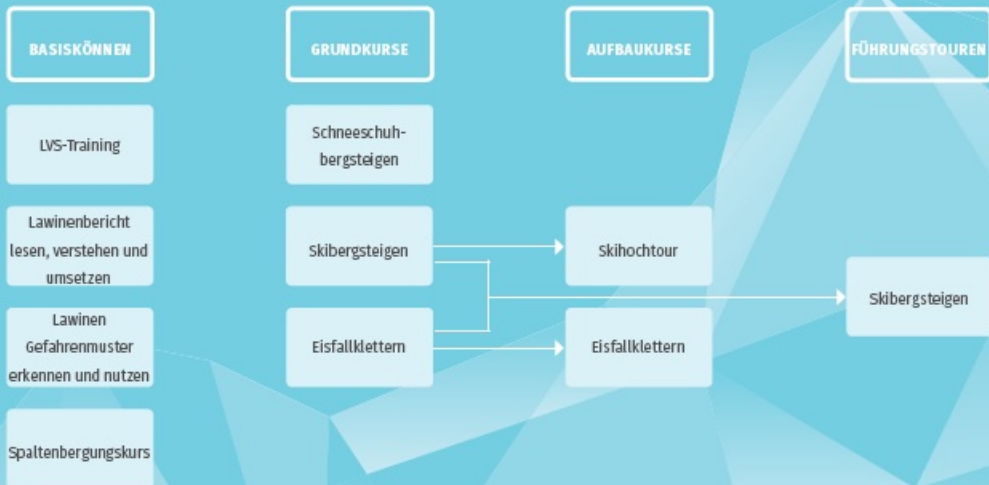 BASISKÖNNEN
GRUNDKURSE
AUFBAUKURSE
FÜHRUNGSTOUREN
LVS-Training
Lawinenbericht
lesen, verstehen und
umsetzen
Lawinen
Gefahrenmuster
erkennen und nutzen
Spaltenbergungskurs
Schneeschuh-
bergsteigen
Skibergsteigen
Eisfallklettern
Skihochtour
Eisfallklettern
Skibergsteigen